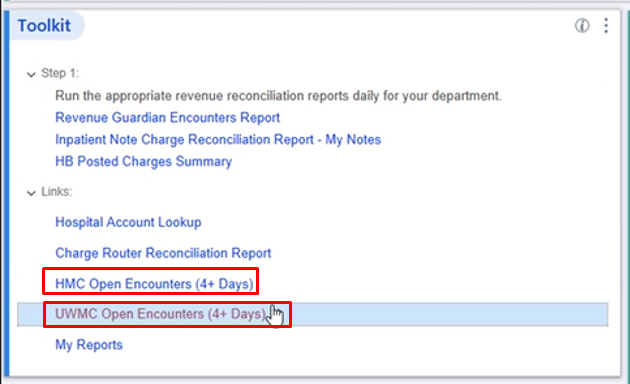 Toolkit
Step 1:
Run the appropriate revenue reconciliation reports daily for your department.
Revenue Guardian Encounters Report
Inpatient Note Charge Reconciliation Report - My Notes
HB Posted Charges Summary
Links:
Hospital Account Lookup
Charge Router Reconciliation Report
HMC Open Encounters (4+ Days)
UWMC Open Encounters (4+ Days)
My Reports